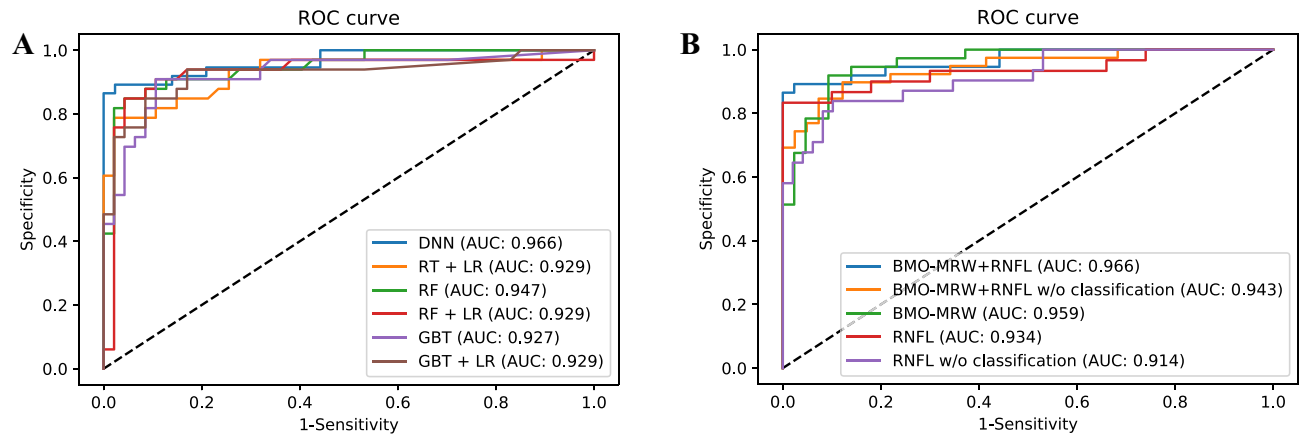 A
ROC curve
1.0
0.8
0.6
0.4
0.2
0.0
Specificity
DNN (AUC: 0.966)
RT + LR (AUC: 0.929)
RF (AUC: 0.947)
RF + LR (AUC: 0.929)
GBT (AUC: 0.927)
GBT + LR (AUC: 0.929)
0.0 0.2 0.4 0.6 0.8 1.0
1-Sensitivity
B
ROC curve
1.0
0.8
0.6
0.4
0.2
0.0
Specificity
BMO-MRW+RNFL (AUC: 0.966)
BMO-MRW+RNFL w/o classification (AUC: 0.943)
BMO-MRW (AUC: 0.959)
RNFL (AUC: 0.934)
RNFL w/o classification (AUC: 0.914)
0.0 0.2 0.4 0.6 0.8 1.0
1-Sensitivity